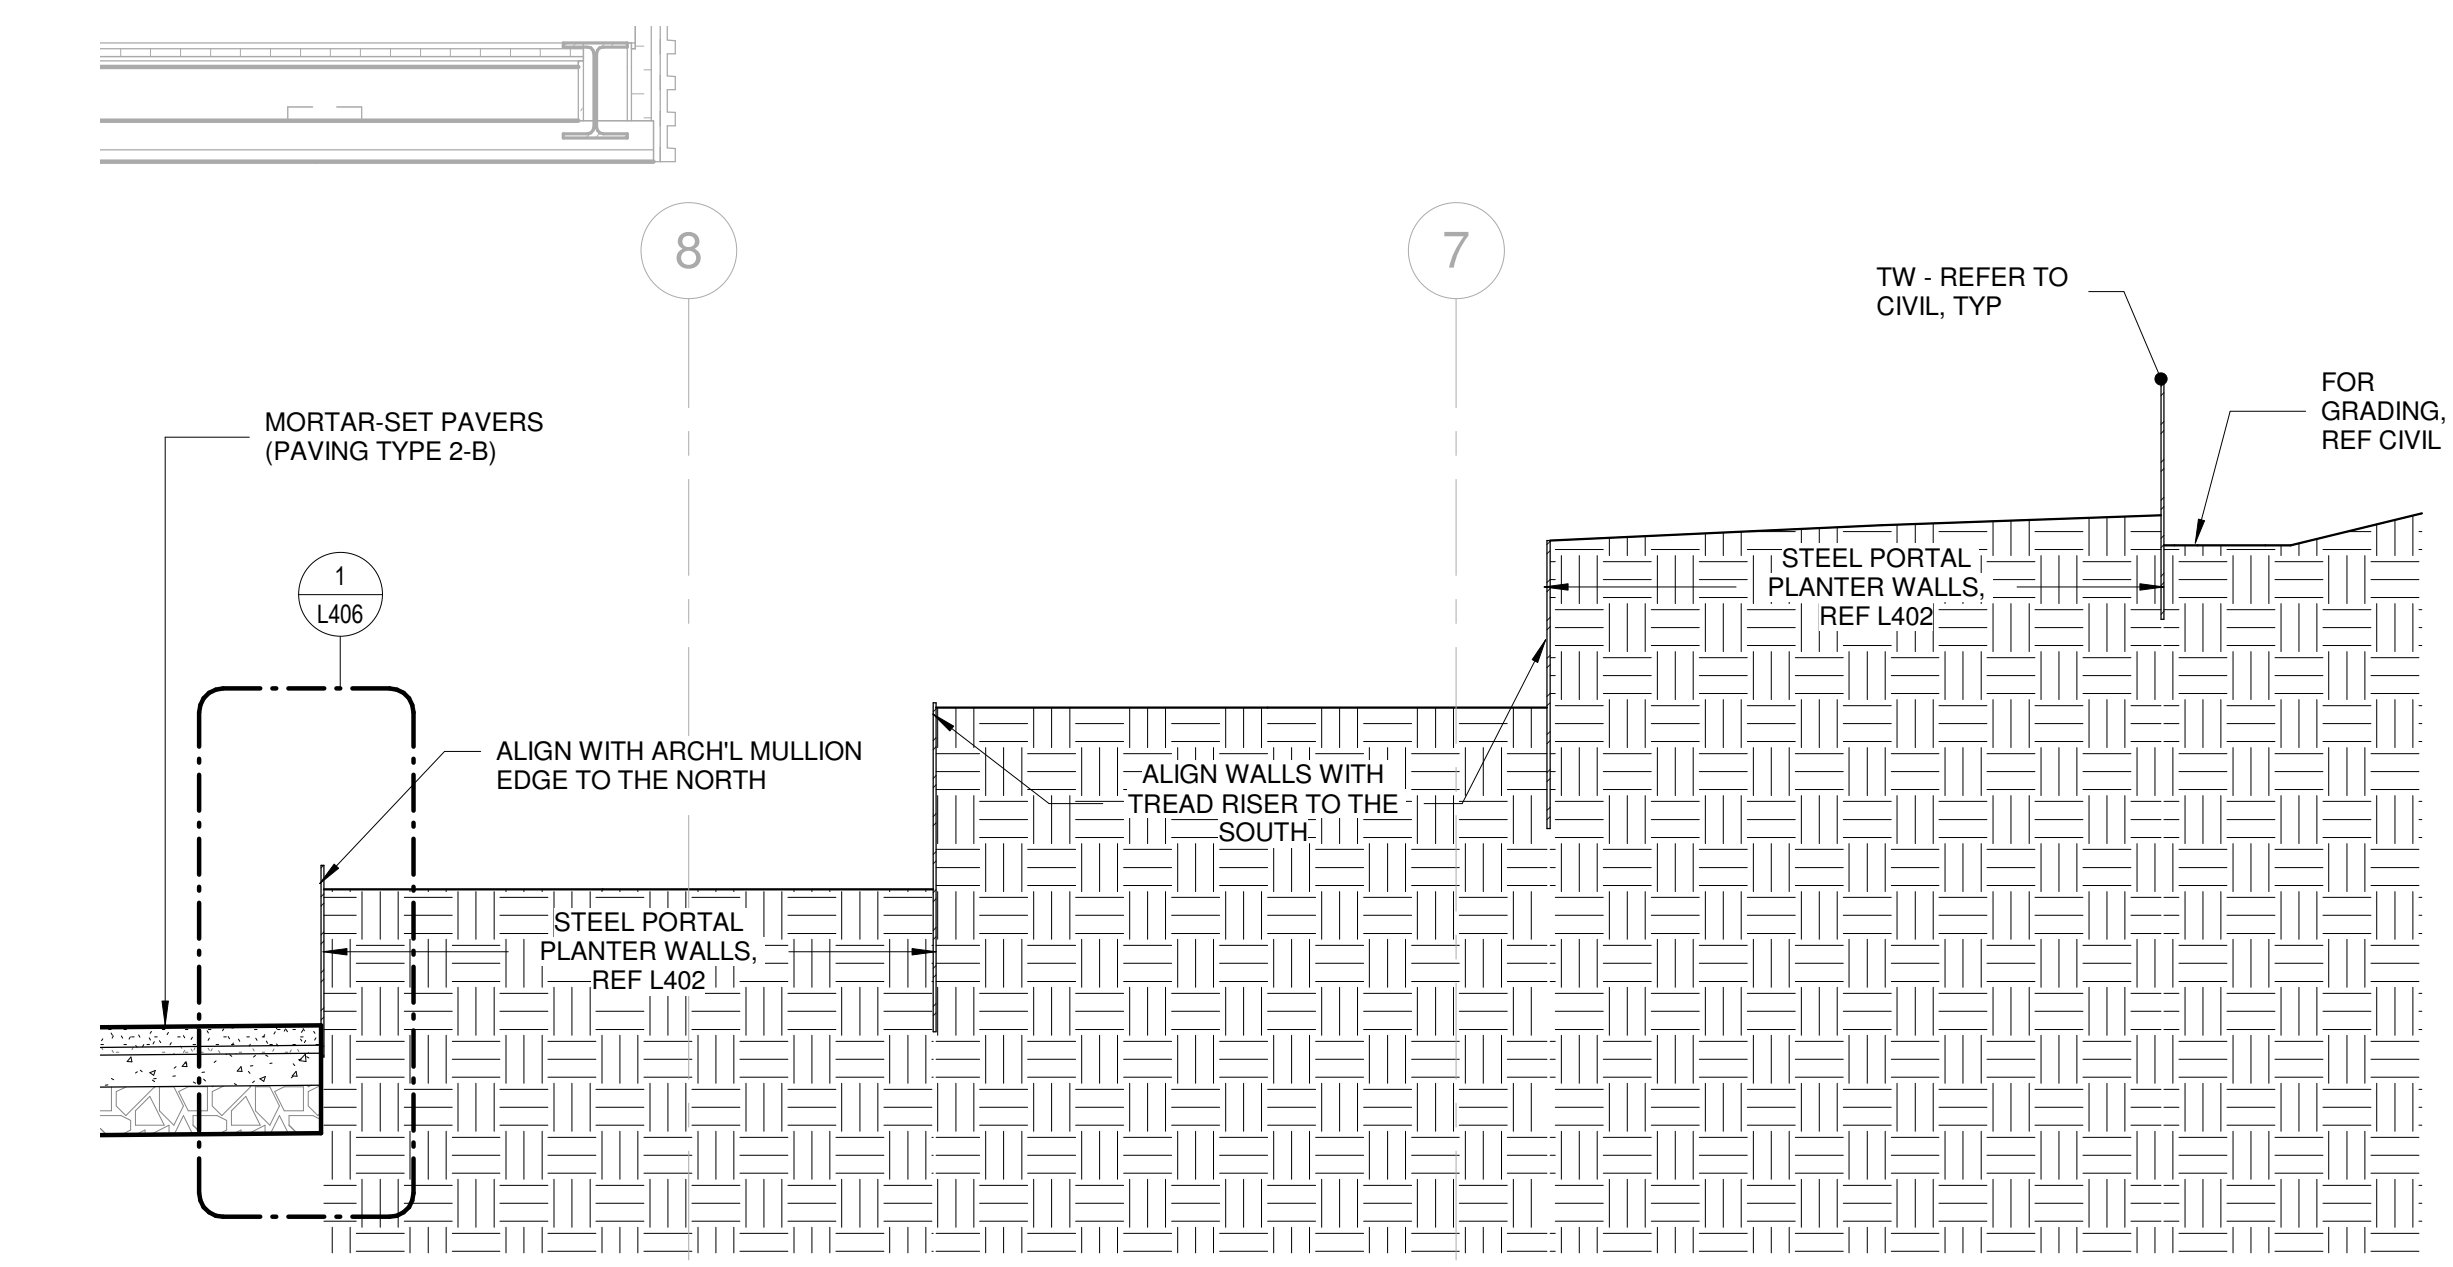 8
7
TW - REFER TO
CIVIL, TYP
FOR
GRADING,
REF CIVIL
MORTAR-SET PAVERS
(PAVING TYPE 2-B)
STEEL PORTAL
PLANTER WALLS,
REF L402
1
L406
ALIGN WITH ARCH'L MULLION
EDGE TO THE NORTH
ALIGN WALLS WITH
TREAD RISER TO THE
SOUTH
STEEL PORTAL
PLANTER WALLS,
REF L402